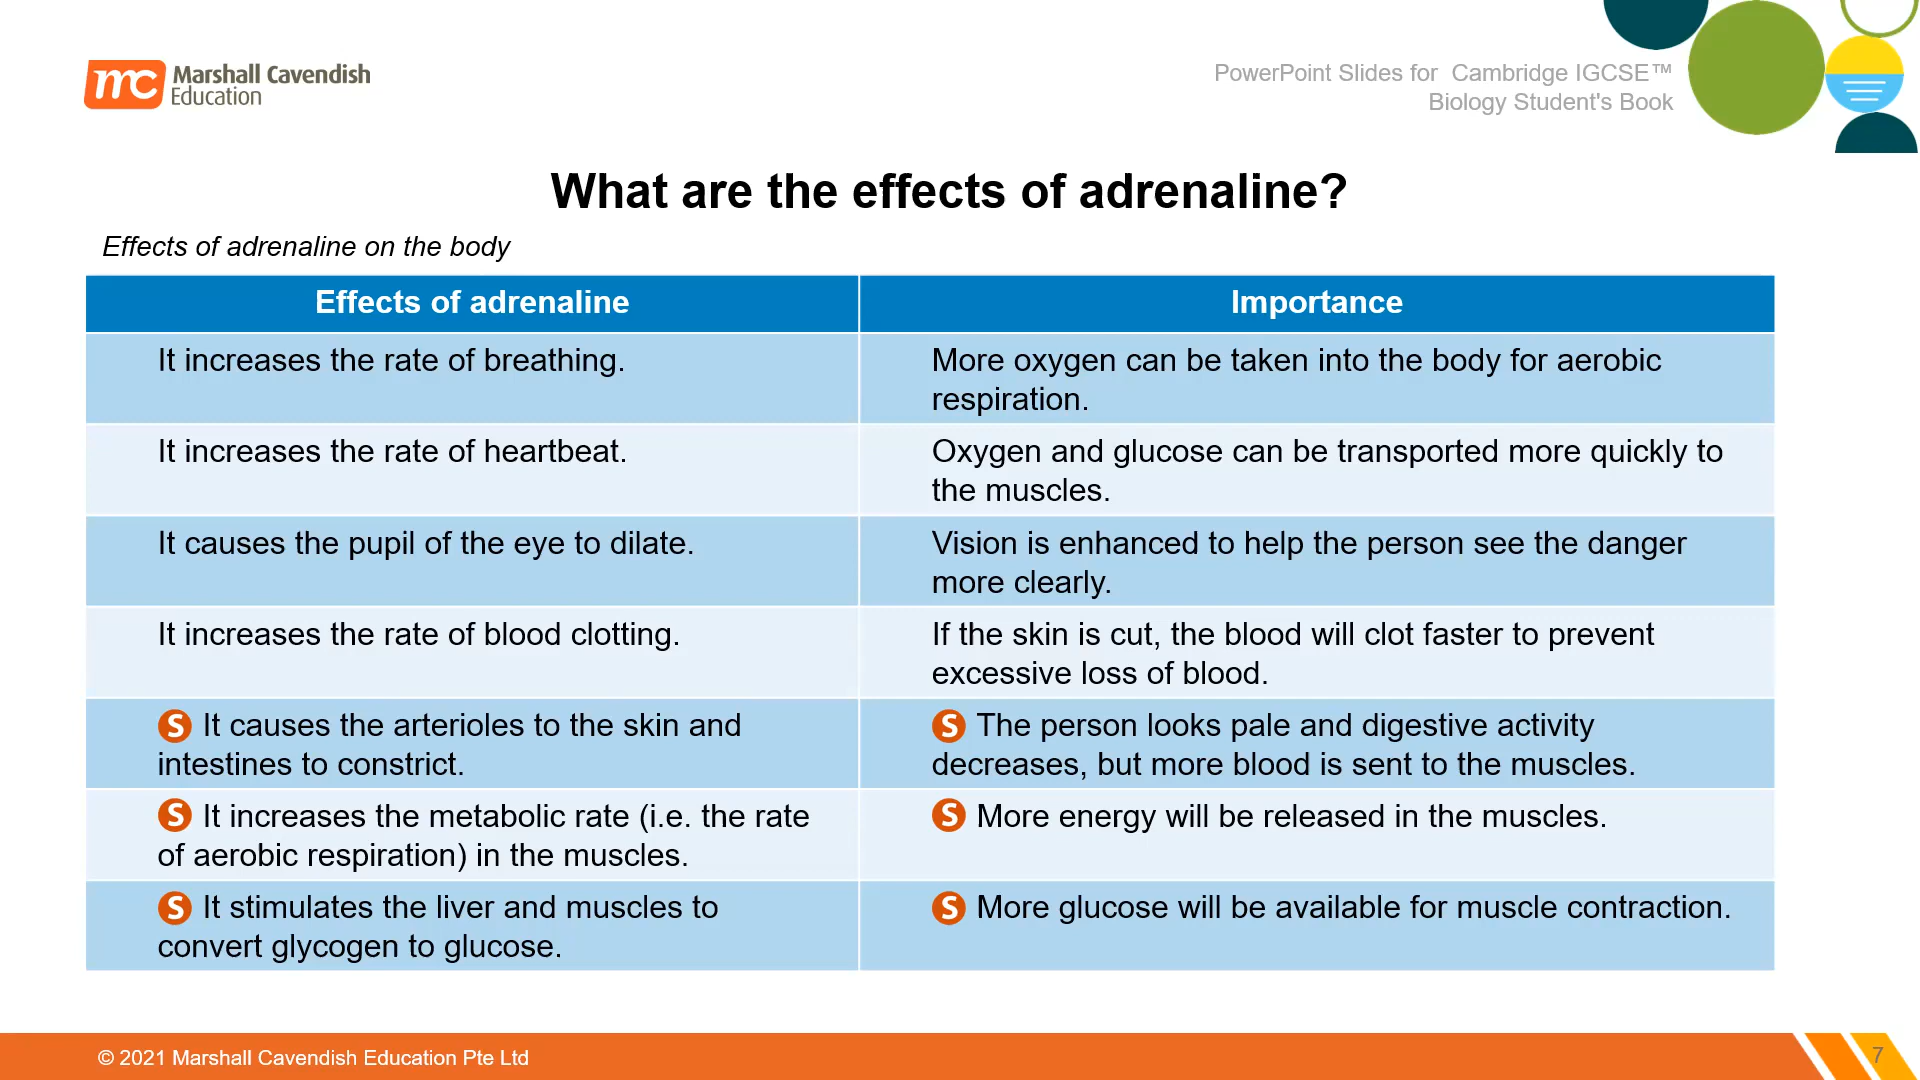 mc Marshall Cavendish
Education
PowerPoint Slides for  Cambridge IGCSE™
Biology Student's Book
What are the effects of adrenaline?
Effects of adrenaline on the body
Effects of adrenaline
Importance
It increases the rate of breathing.
More oxygen can be taken into the body for aerobic
respiration.
It increases the rate of heartbeat.
Oxygen and glucose can be transported more quickly to
the muscles.
It causes the pupil of the eye to dilate.
Vision is enhanced to help the person see the danger
more clearly.
It increases the rate of blood clotting.
If the skin is cut, the blood will clot faster to prevent
excessive loss of blood.
S It causes the arterioles to the skin and
intestines to constrict.
S The person looks pale and digestive activity
decreases, but more blood is sent to the muscles.
S It increases the metabolic rate (i.e. the rate
of aerobic respiration) in the muscles.
S More energy will be released in the muscles.
S It stimulates the liver and muscles to
convert glycogen to glucose.
S More glucose will be available for muscle contraction.
© 2021 Marshall Cavendish Education Pte Ltd
7